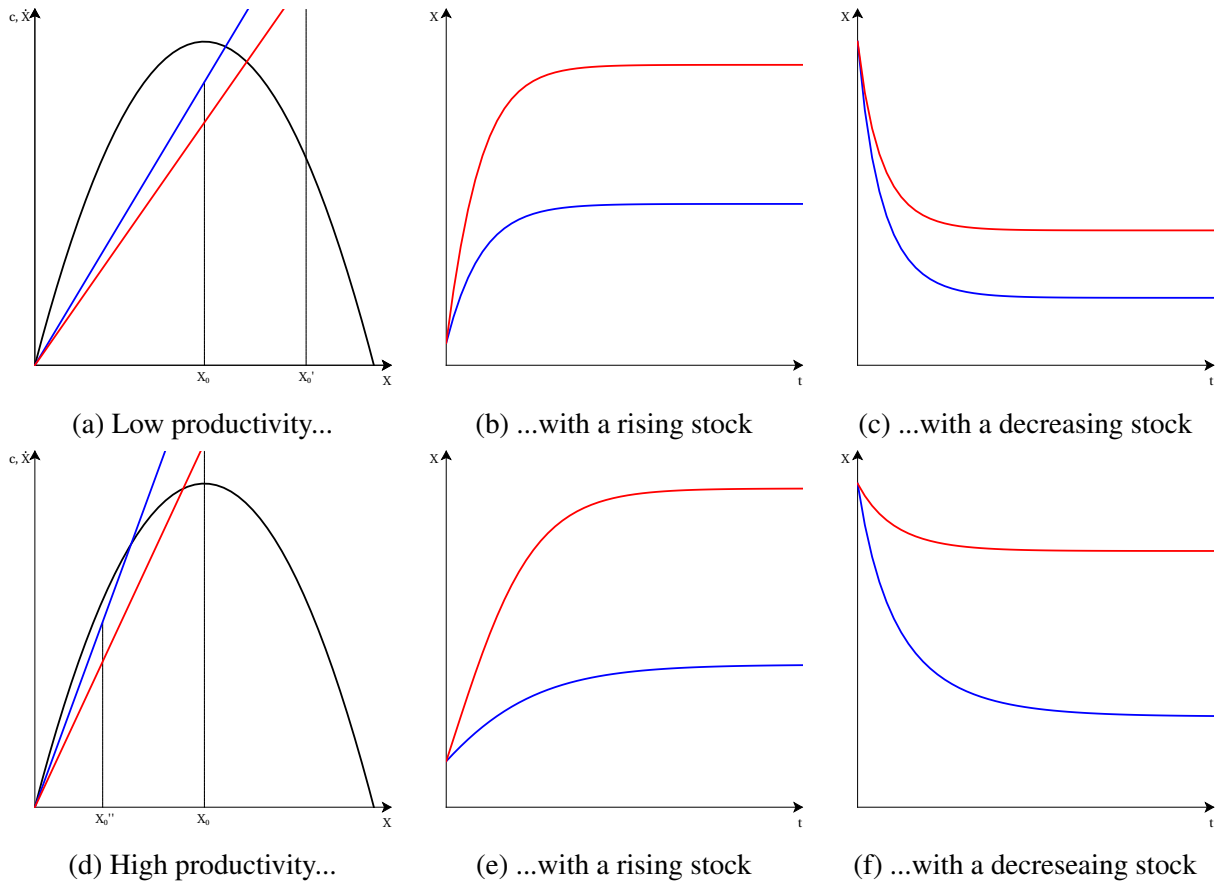 c, Ẋ
X
X
X₀
X₀'
X
t
t
(a) Low productivity...
(b) ...with a rising stock
(c) ...with a decreasing stock
c, Ẋ
X
X
X₀''
X₀
X
t
t
(d) High productivity...
(e) ...with a rising stock
(f) ...with a decreseaing stock